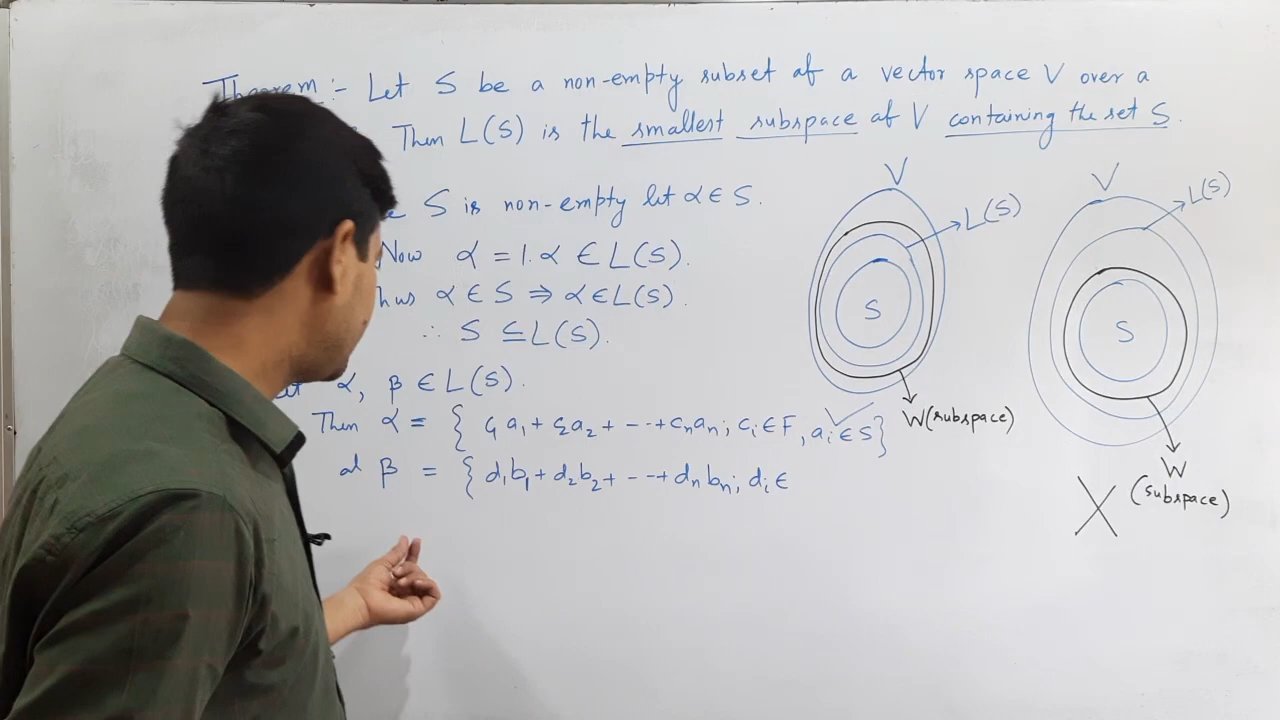 Theorem :- Let S be a non-empty subset of a vector space V over a
Then L(S) is the smallest subspace of V containing the set S.
S is non-empty let α ∈ S.
Now α = 1.α ∈ L(S).
α ∈ S ⇒ α ∈ L(S).
∴ S ⊆ L(S).
α, β ∈ L(S).
Then α = { c₁a₁ + c₂a₂ + --+ cₙaₙ; cᵢ ∈ F, aᵢ ∈ S}
ad β = { d₁b₁ + d₂b₂ + --+ dₙbₙ; dᵢ ∈
V
L(S)
S
W(subspace)
V
L(S)
S
W
(subspace)